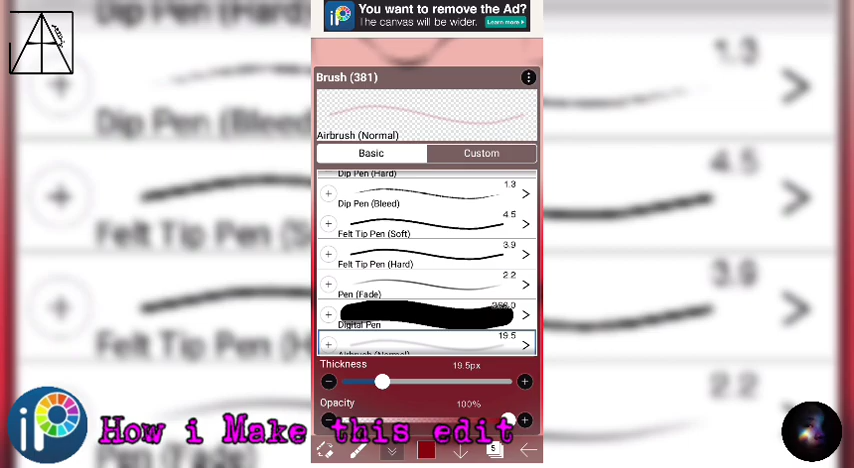 You want to remove the Ad?
The canvas will be wider.
Learn more
Brush (381)
Airbrush (Normal)
Basic
Custom
Dip Pen (Hard)
1.3
Dip Pen (Bleed)
4.5
Felt Tip Pen (Soft)
3.9
Felt Tip Pen (Hard)
2.2
Pen (Fade)
Digital Pen
19.5
Airbrush (Normal)
Thickness
19.5px
Opacity
100%
5
How i Make this edit